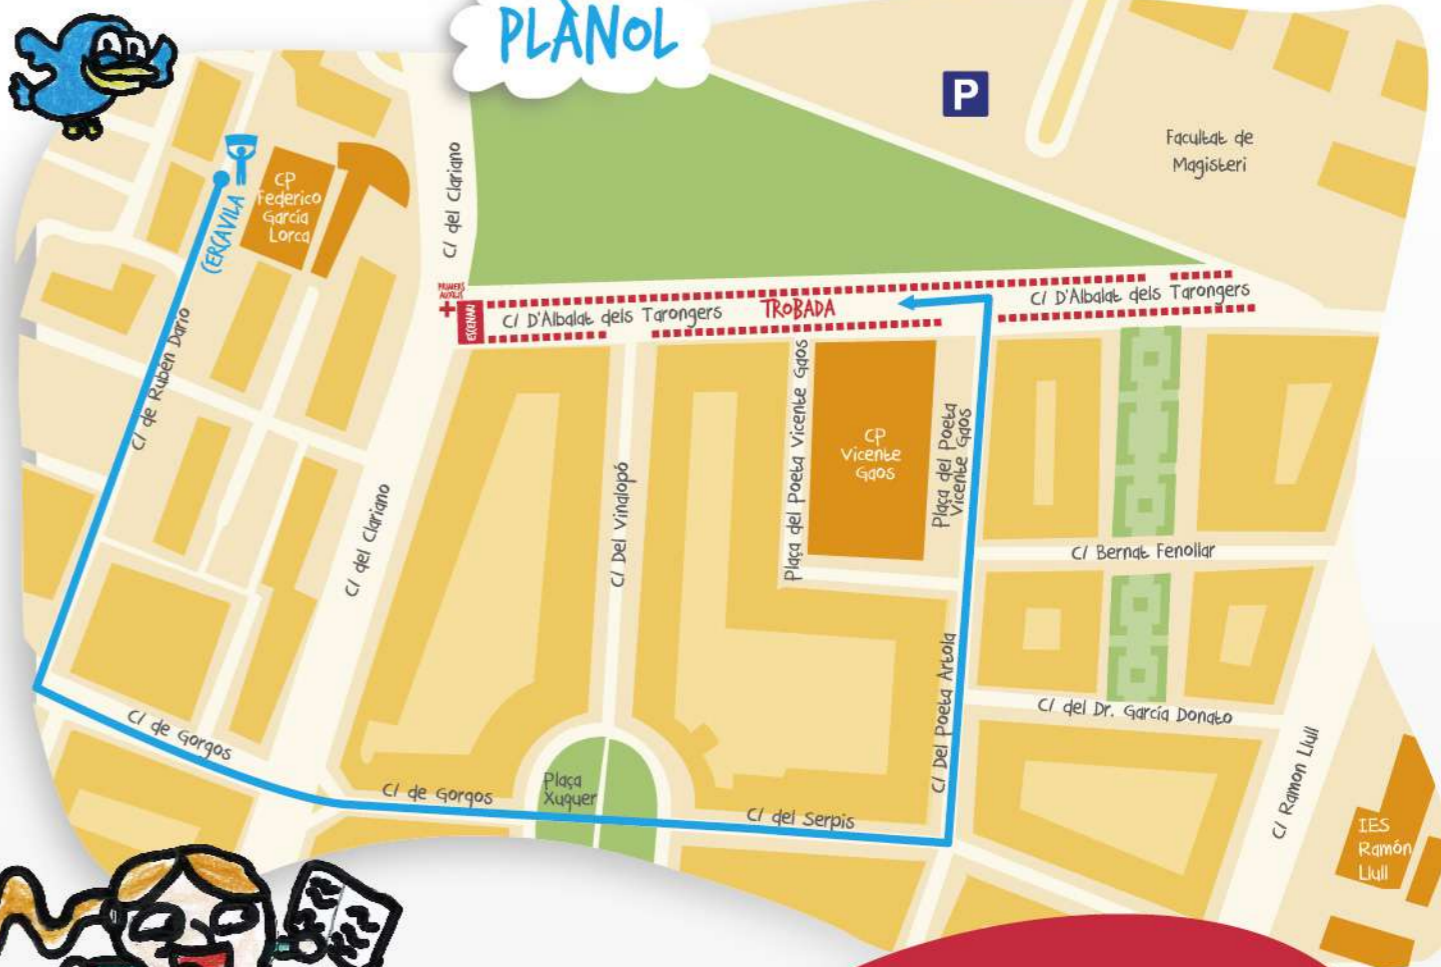 PLÀNOL
P
Facultat de
Magisteri
C/ del Clariano
CP
Federico
García
Lorca
CERCAVILA
PRIMERS
AUXILIS
ESCENARI
C/ D'Albalat dels Tarongers
TROBADA
C/ D'Albalat dels Tarongers
C/ de Rubén Darío
Plaça del Poeta Vicente Gaos
CP
Vicente
Gaos
Plaça del Poeta
Vicente Gaos
C/ del Clariano
C/ Del Vinalopó
C/ Bernat Fenollar
C/ Del Poeta Artola
C/ del Dr. García Donato
C/ de Gorgos
C/ de Gorgos
Plaça
Xuquer
C/ del Serpis
C/ Ramon Llull
IES
Ramón
Llull